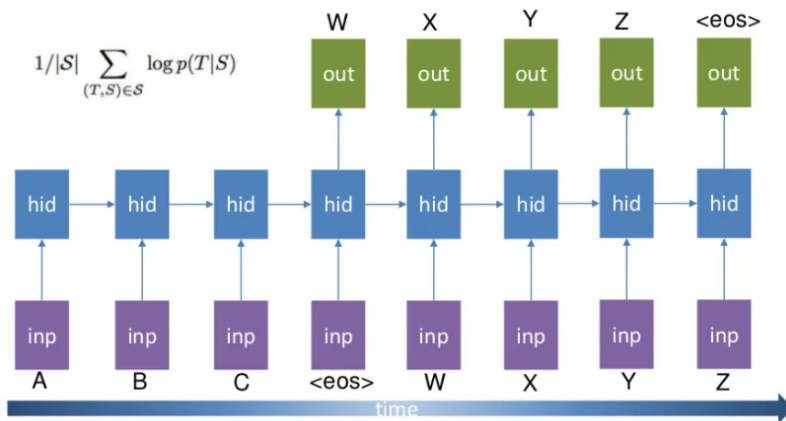 W X Y Z <eos>
1/|𝒮| ∑ log p(T|S)
(T,S)∈𝒮
out out out out out
hid hid hid hid hid hid hid hid
inp inp inp inp inp inp inp inp
A B C <eos> W X Y Z
time